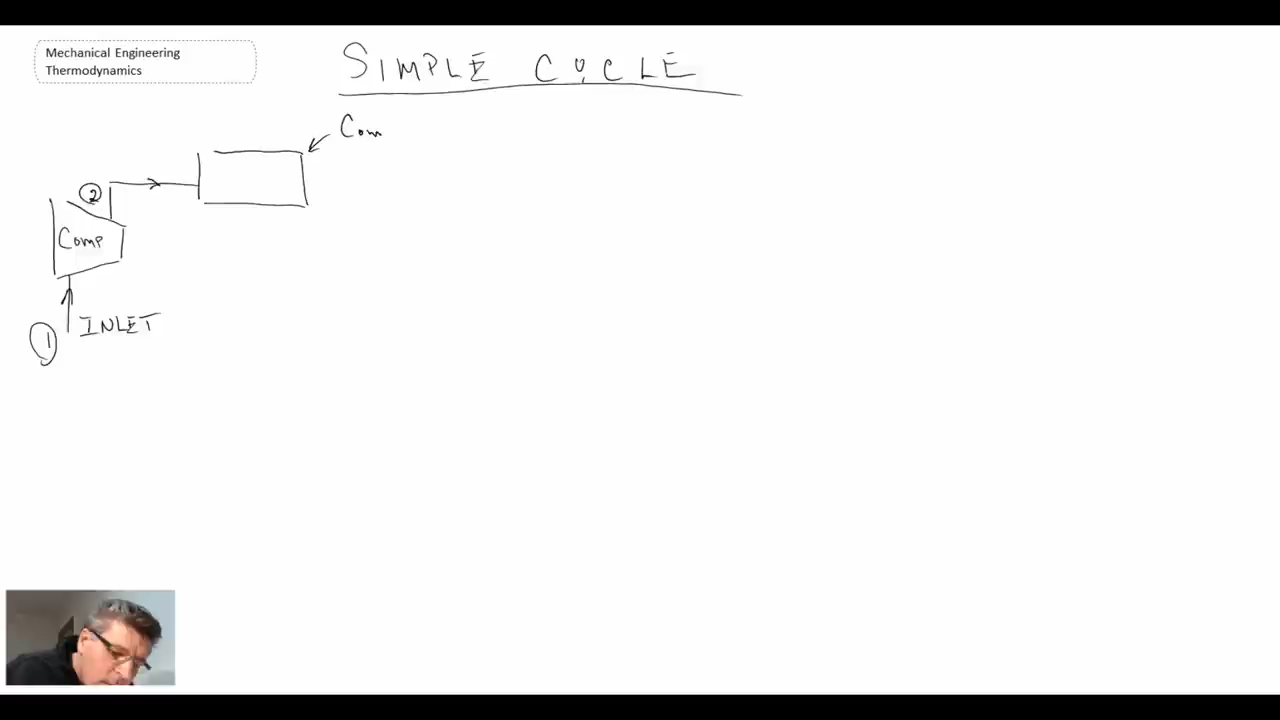 Mechanical Engineering
Thermodynamics
SIMPLE CYCLE
Com
2
Comp
1 INLET